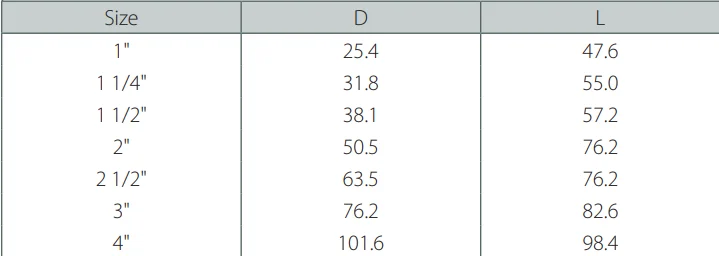 Size D L
1" 25.4 47.6
1 1/4" 31.8 55.0
1 1/2" 38.1 57.2
2" 50.5 76.2
2 1/2" 63.5 76.2
3" 76.2 82.6
4" 101.6 98.4